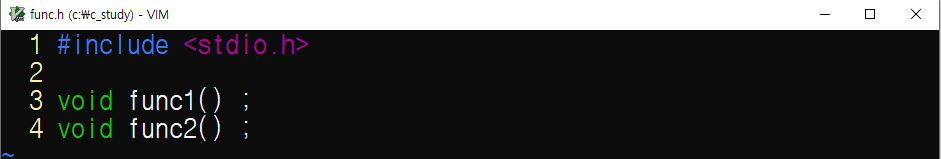 func.h (c:￦c_study) - VIM
1 #include <stdio.h>
2
3 void func1() ;
4 void func2() ;
~